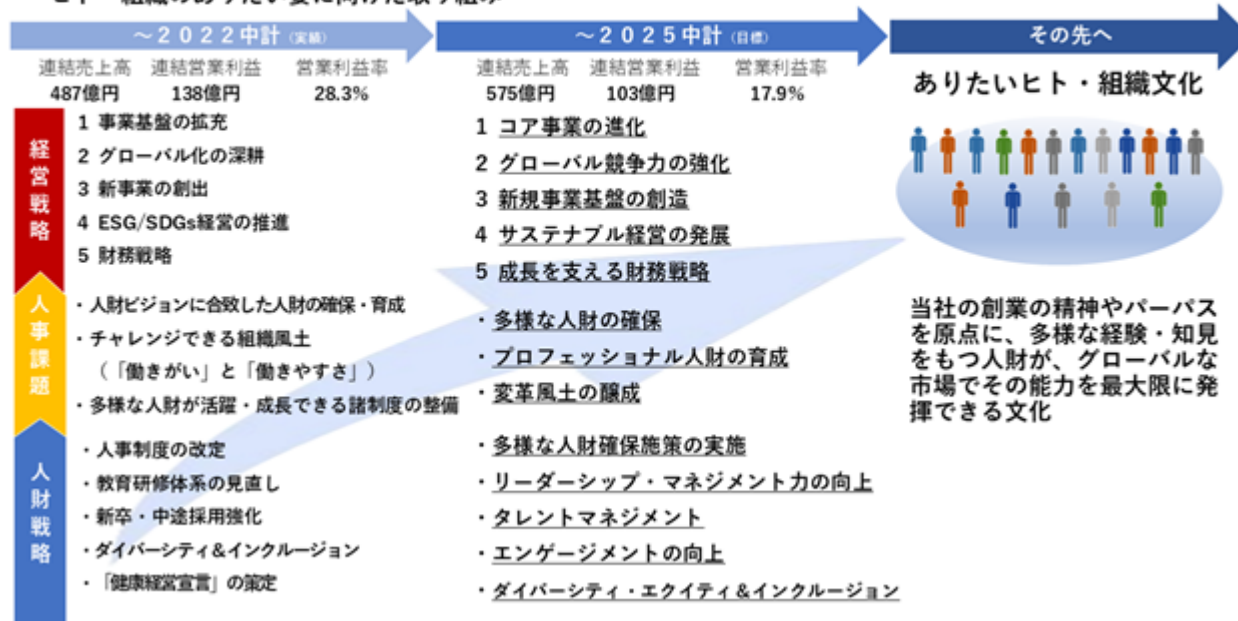 ヒト・組織のありたい姿に向けた取り組み
～２０２２中計（実績）
～２０２５中計（目標）
その先へ
連結売上高 連結営業利益 営業利益率
487億円 138億円 28.3%
連結売上高 連結営業利益 営業利益率
575億円 103億円 17.9%
ありたいヒト・組織文化
経営戦略
1 事業基盤の拡充
2 グローバル化の深耕
3 新事業の創出
4 ESG/SDGs経営の推進
5 財務戦略
1 コア事業の進化
2 グローバル競争力の強化
3 新規事業基盤の創造
4 サステナブル経営の発展
5 成長を支える財務戦略
人事課題
・人財ビジョンに合致した人財の確保・育成
・チャレンジできる組織風土
（「働きがい」と「働きやすさ」）
・多様な人財が活躍・成長できる諸制度の整備
・多様な人財の確保
・プロフェッショナル人財の育成
・変革風土の醸成
当社の創業の精神やパーパス
を原点に、多様な経験・知見
をもつ人財が、グローバルな
市場でその能力を最大限に発
揮できる文化
人財戦略
・人事制度の改定
・教育研修体系の見直し
・新卒・中途採用強化
・ダイバーシティ&インクルージョン
・「健康経営宣言」の策定
・多様な人財確保施策の実施
・リーダーシップ・マネジメント力の向上
・タレントマネジメント
・エンゲージメントの向上
・ダイバーシティ・エクイティ&インクルージョン